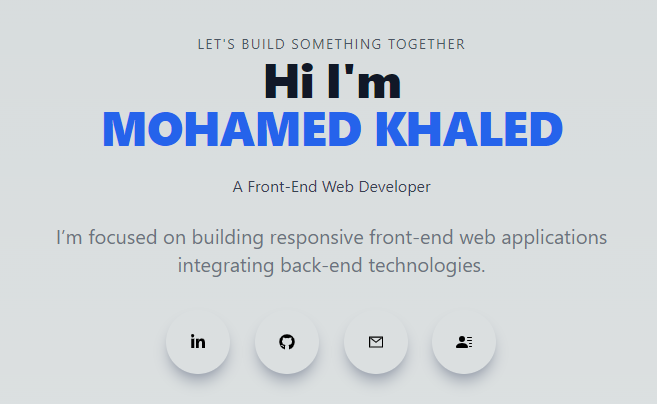 LET'S BUILD SOMETHING TOGETHER
Hi I'm
MOHAMED KHALED
A Front-End Web Developer
I’m focused on building responsive front-end web applications
integrating back-end technologies.
in